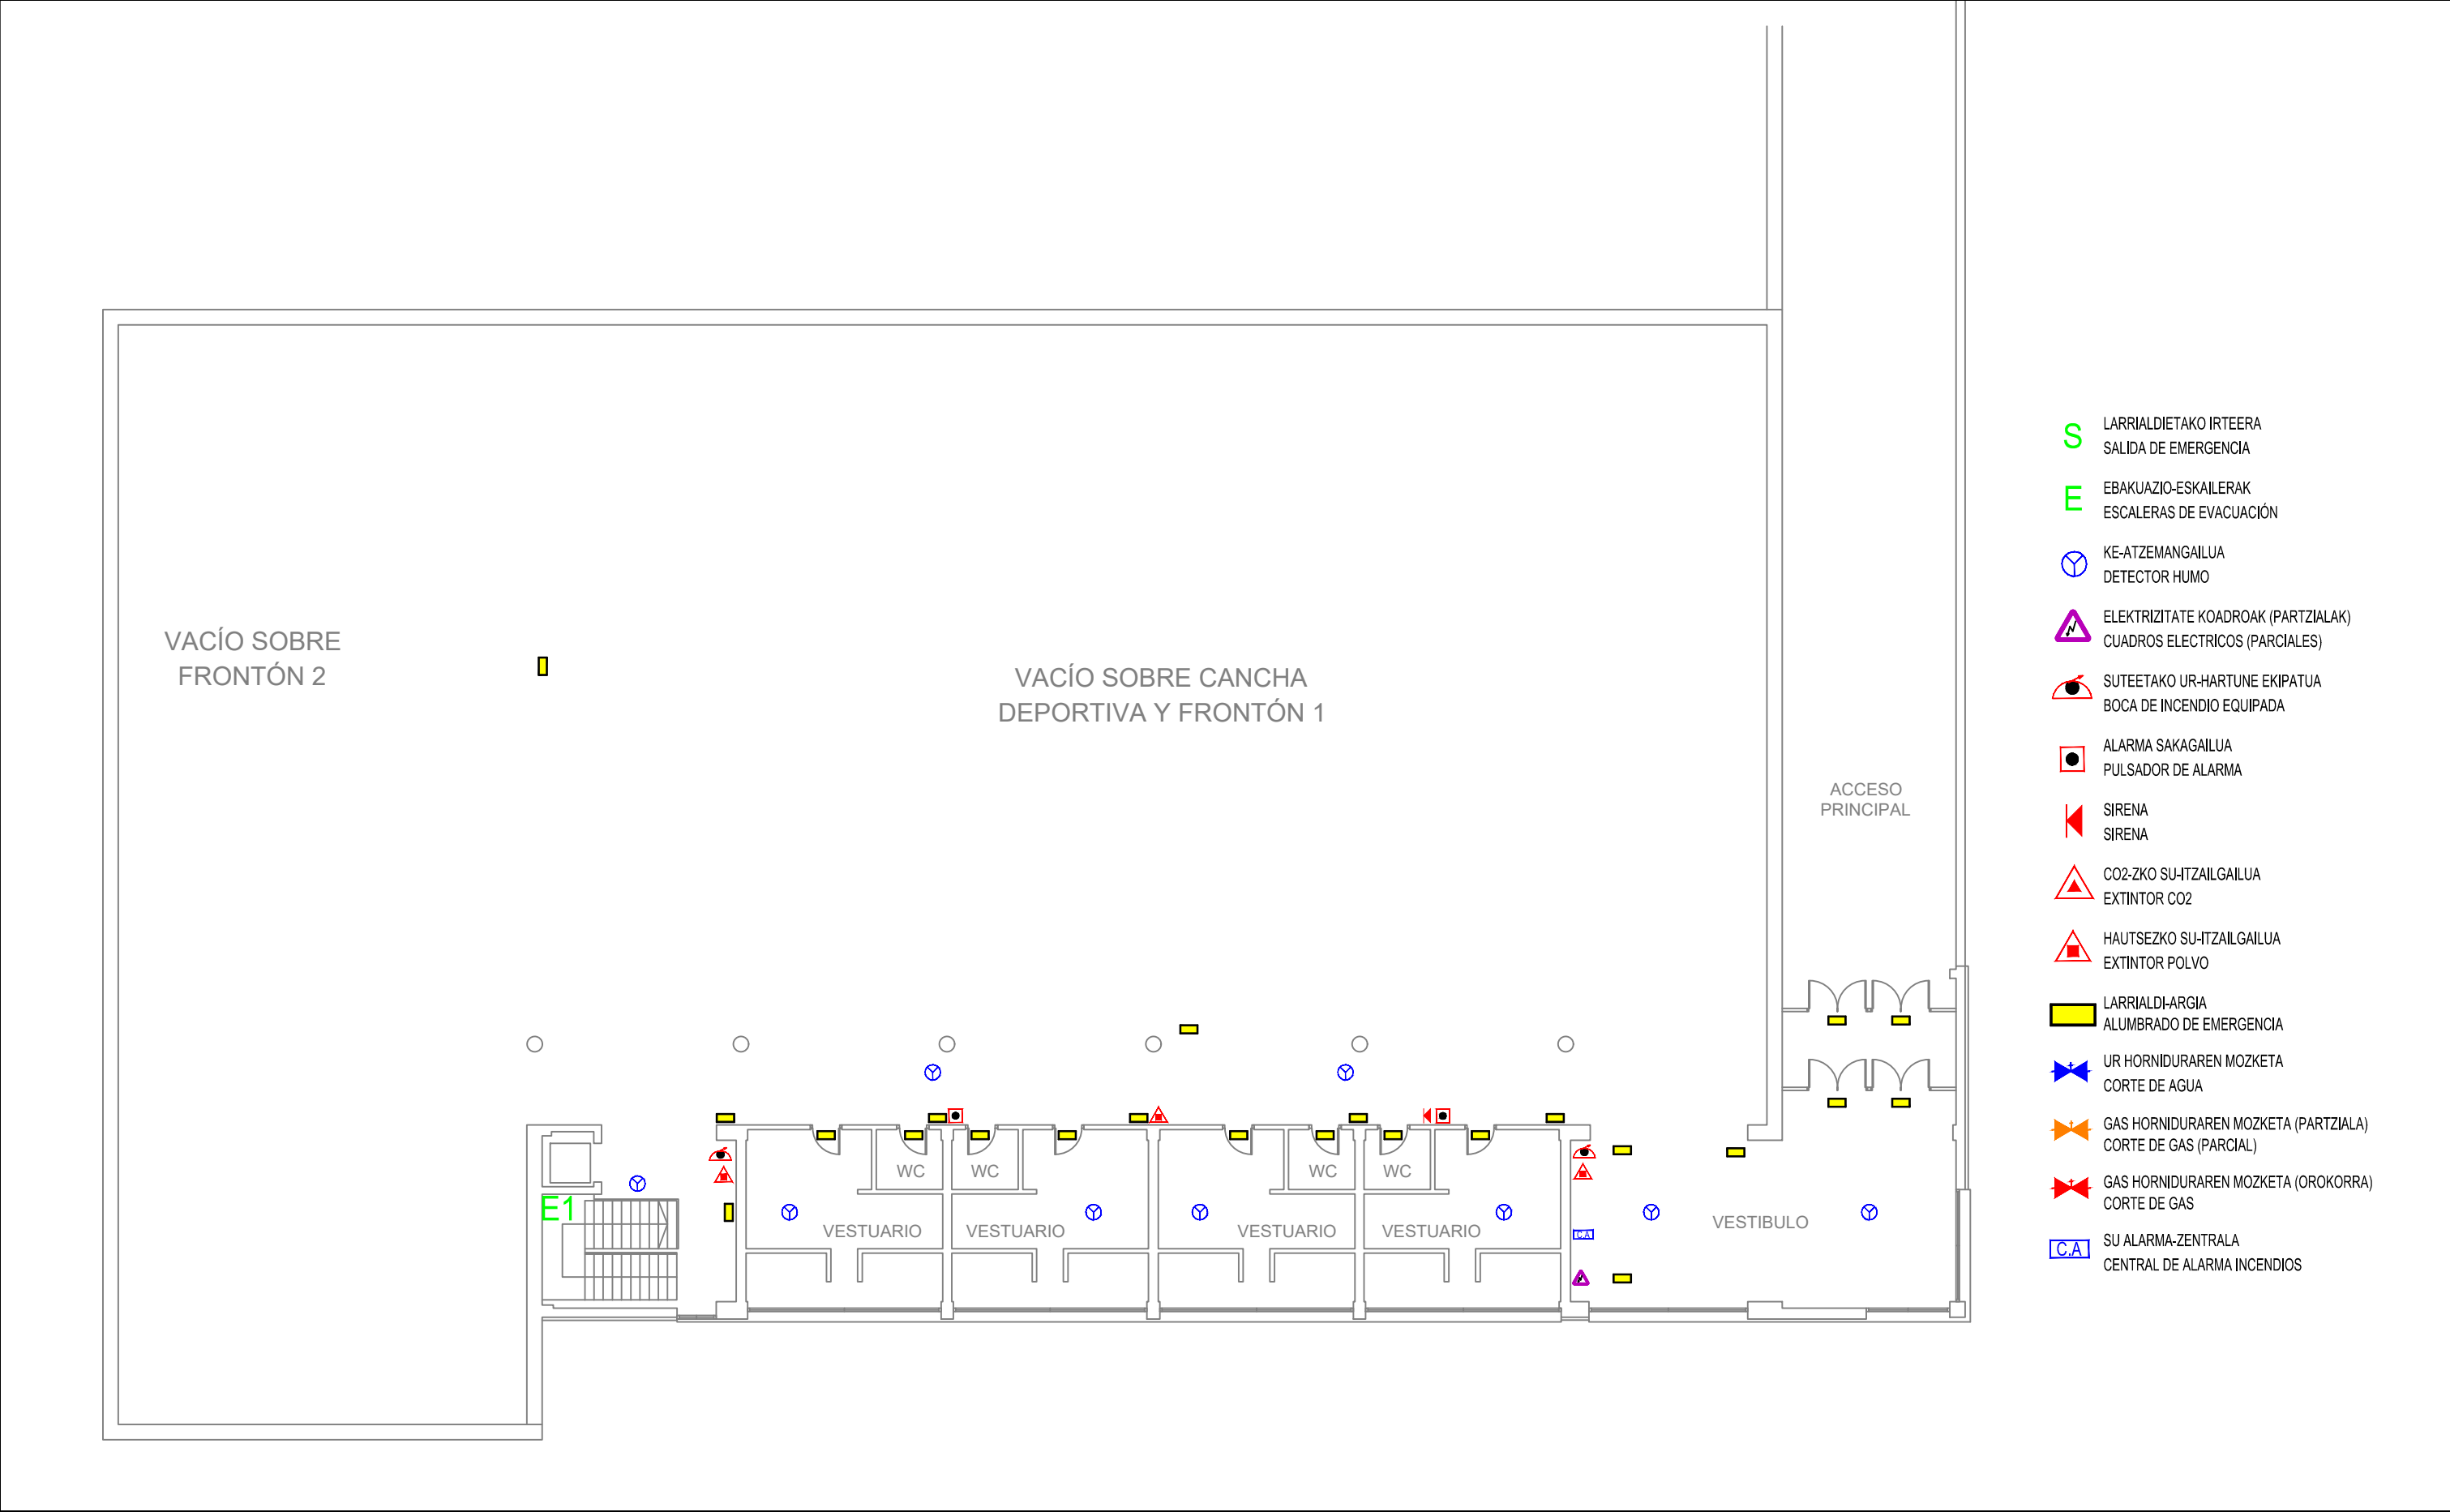 VACÍO SOBRE
FRONTÓN 2
VACÍO SOBRE CANCHA
DEPORTIVA Y FRONTÓN 1
ACCESO
PRINCIPAL
WC
WC
WC
WC
E1
VESTUARIO
VESTUARIO
VESTUARIO
VESTUARIO
VESTIBULO
C.A
S
LARRIALDIETAKO IRTEERA
SALIDA DE EMERGENCIA
E
EBAKUAZIO-ESKAILERAK
ESCALERAS DE EVACUACIÓN
KE-ATZEMANGAILUA
DETECTOR HUMO
ELEKTRIZITATE KOADROAK (PARTZIALAK)
CUADROS ELECTRICOS (PARCIALES)
SUTEETAKO UR-HARTUNE EKIPATUA
BOCA DE INCENDIO EQUIPADA
ALARMA SAKAGAILUA
PULSADOR DE ALARMA
SIRENA
SIRENA
CO2-ZKO SU-ITZAILGAILUA
EXTINTOR CO2
HAUTSEZKO SU-ITZAILGAILUA
EXTINTOR POLVO
LARRIALDI-ARGIA
ALUMBRADO DE EMERGENCIA
UR HORNIDURAREN MOZKETA
CORTE DE AGUA
GAS HORNIDURAREN MOZKETA (PARTZIALA)
CORTE DE GAS (PARCIAL)
GAS HORNIDURAREN MOZKETA (OROKORRA)
CORTE DE GAS
C.A
SU ALARMA-ZENTRALA
CENTRAL DE ALARMA INCENDIOS